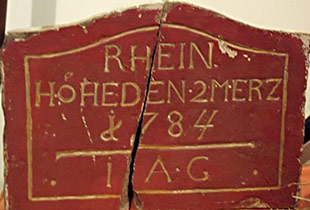 RHEIN
HÖHE DEN · 2 MERZ
1784
I · A · G ·